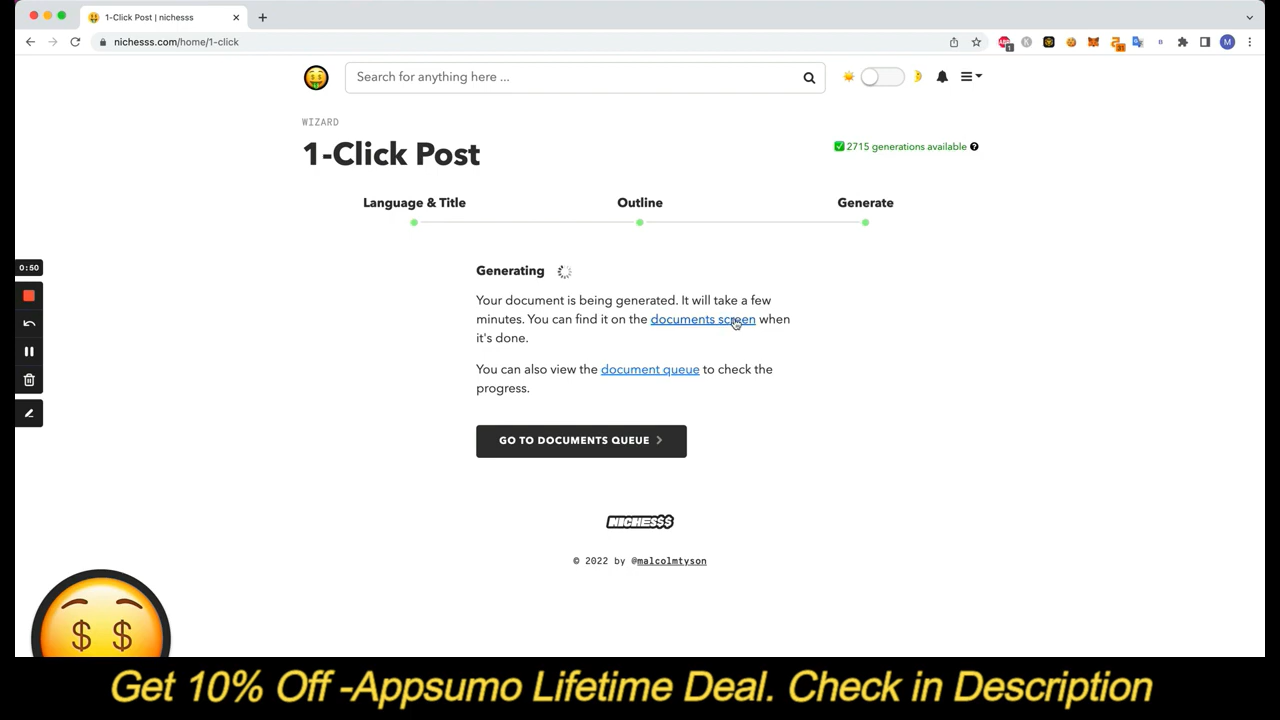 1-Click Post | nichesss
nichesss.com/home/1-click
Search for anything here ...
WIZARD
1-Click Post
2715 generations available
Language & Title
Outline
Generate
0:50
Generating
Your document is being generated. It will take a few
minutes. You can find it on the documents screen when
it's done.
You can also view the document queue to check the
progress.
GO TO DOCUMENTS QUEUE
NICHES$$
© 2022 by @malcolmtyson
Get 10% Off -Appsumo Lifetime Deal. Check in Description